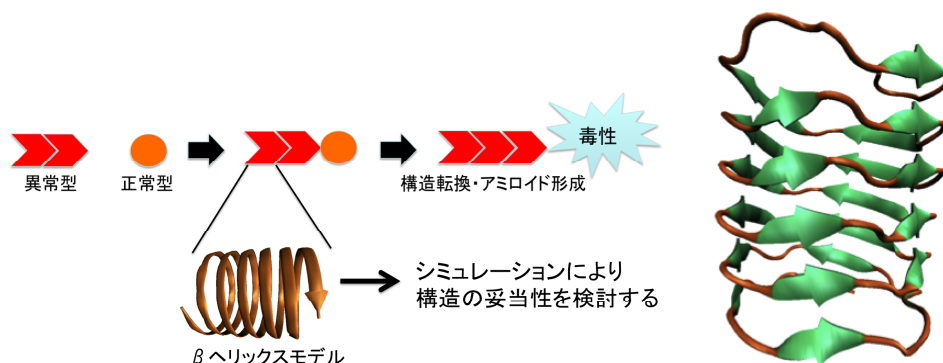 毒性
異常型
正常型
構造転換・アミロイド形成
シミュレーションにより
構造の妥当性を検討する
βヘリックスモデル